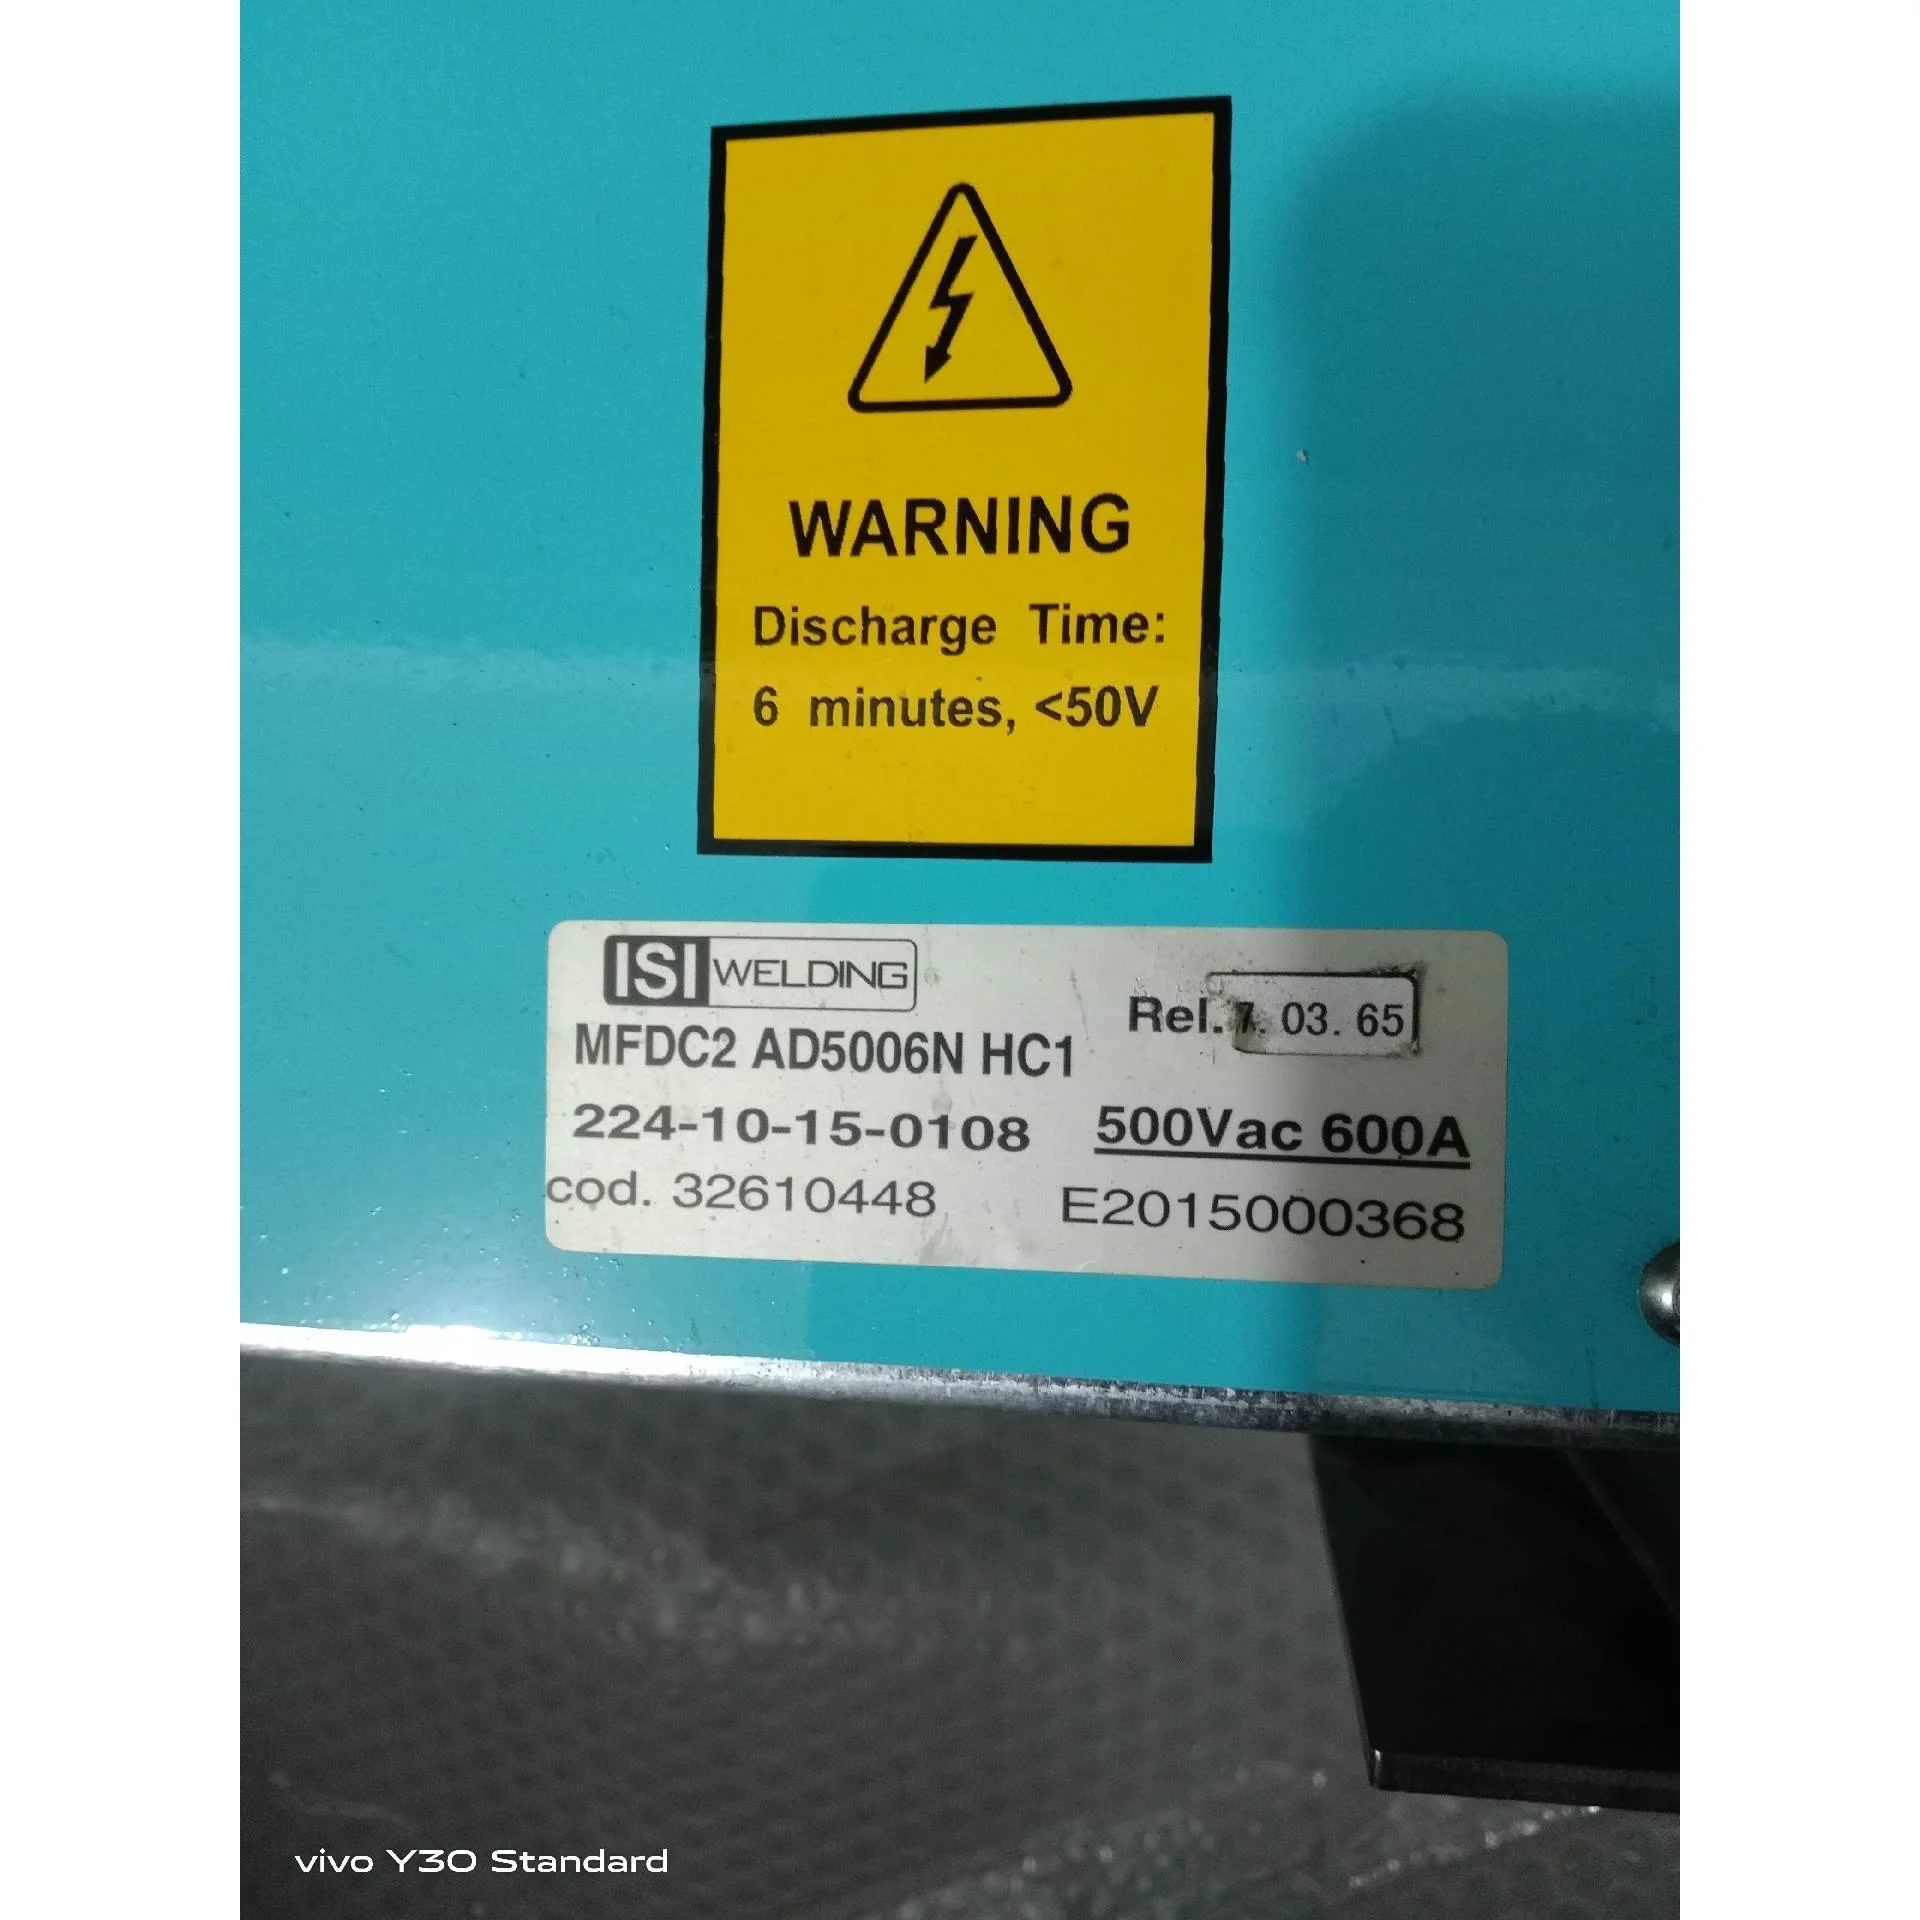 WARNING
Discharge Time:
6 minutes, <50V
ISI WELDING
Rel. 7. 03. 65
MFDC2 AD5006N HC1
224-10-15-0108 500Vac 600A
cod. 32610448 E2015000368
vivo Y30 Standard